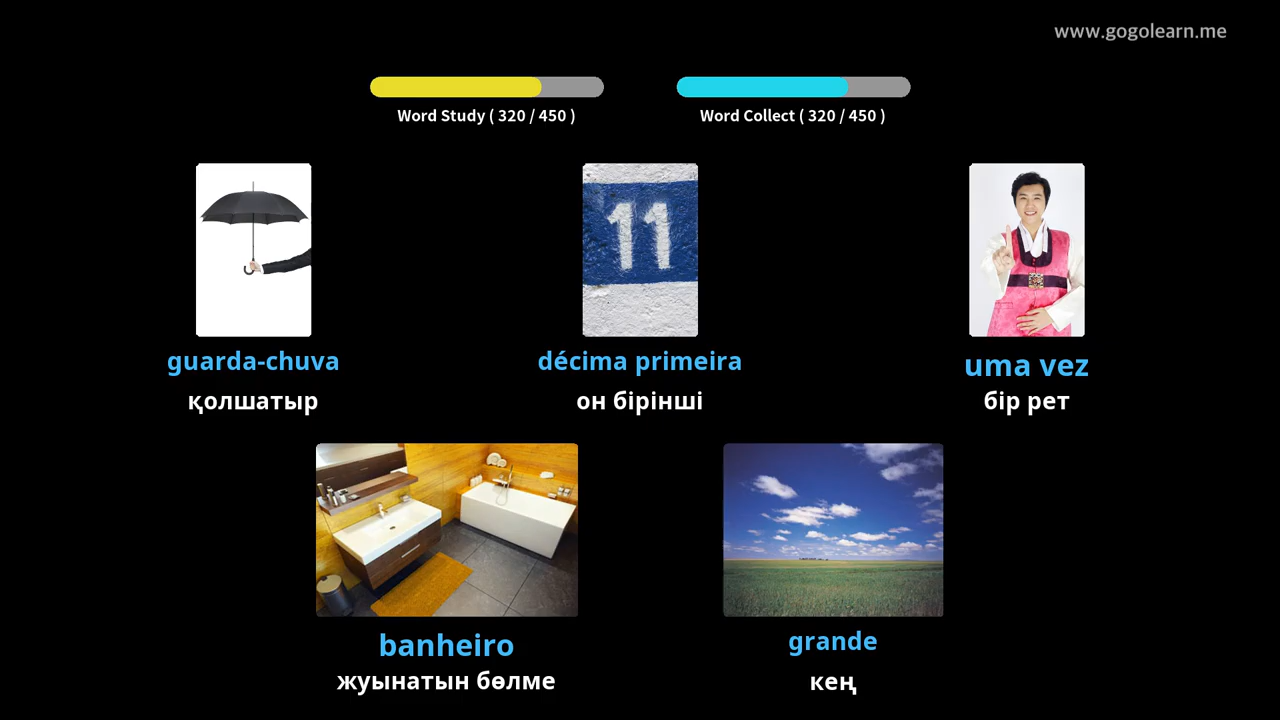 www.gogolearn.me
Word Study ( 320 / 450 )
Word Collect ( 320 / 450 )
11
guarda-chuva
қолшатыр
décima primeira
он бірінші
uma vez
бір рет
banheiro
жуынатын бөлме
grande
кең